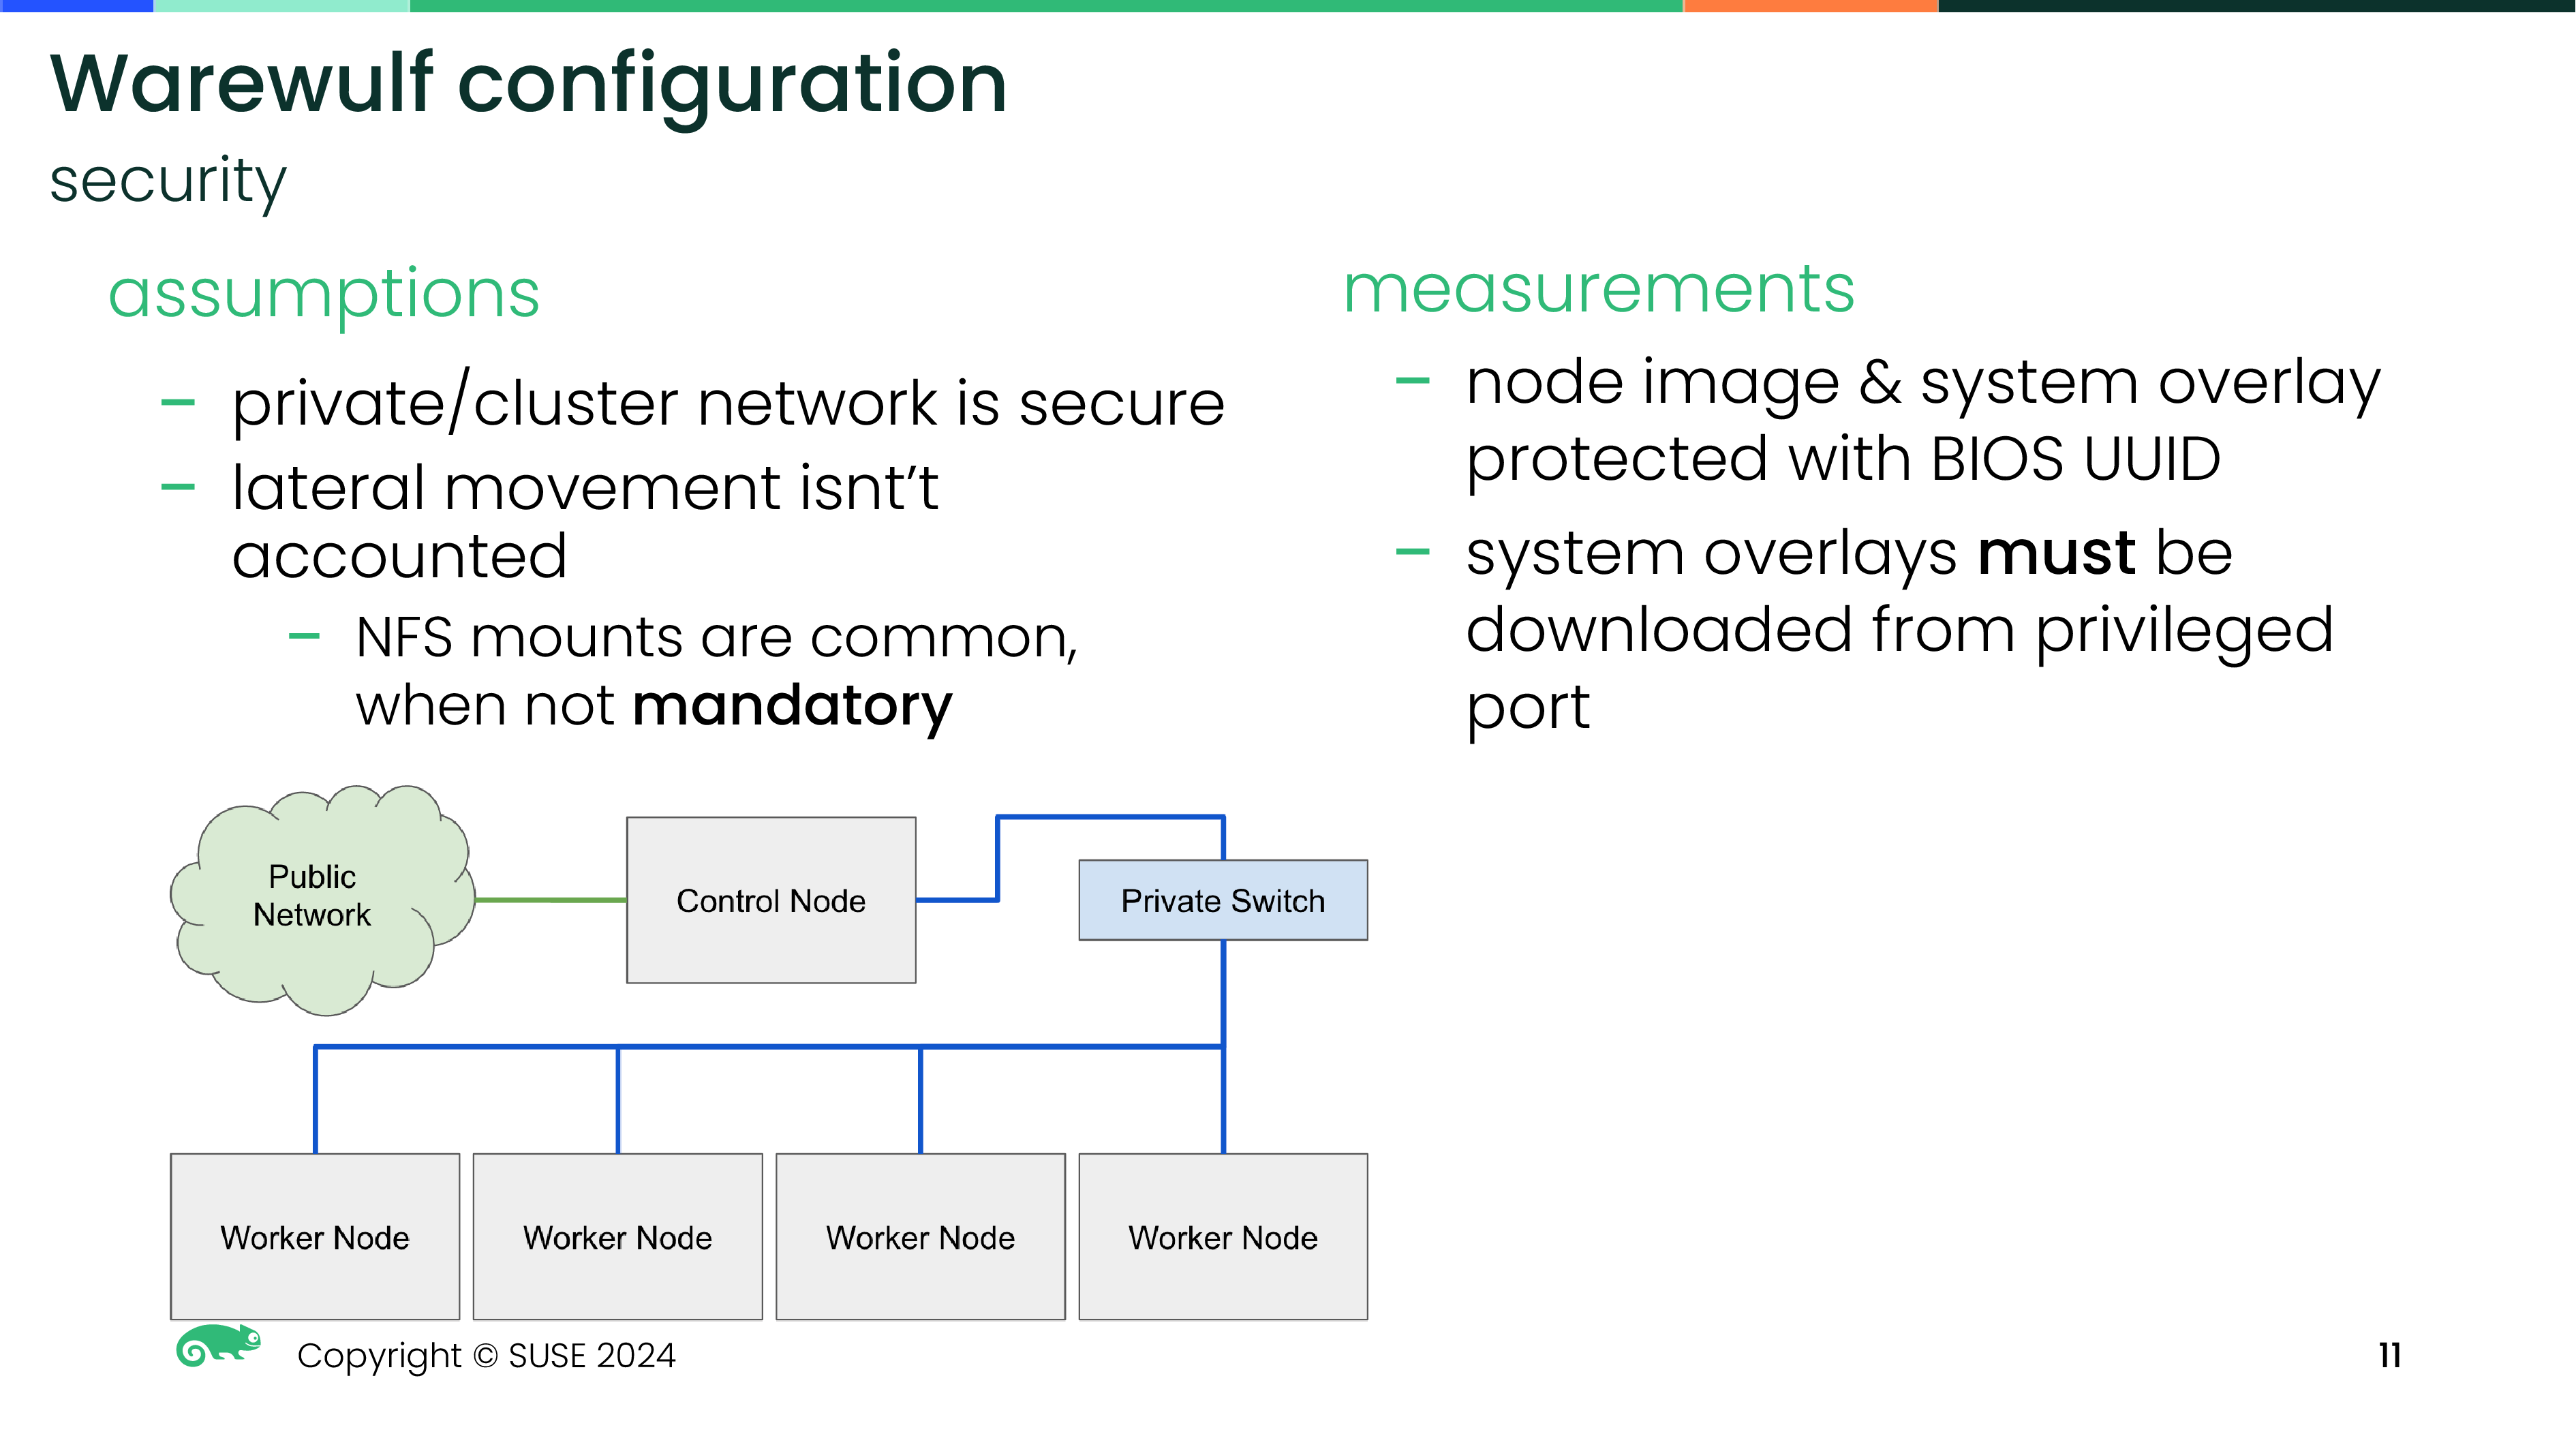 Warewulf configuration
security
assumptions
– private/cluster network is secure
– lateral movement isnt’t
accounted
– NFS mounts are common,
when not mandatory
measurements
– node image & system overlay
protected with BIOS UUID
– system overlays must be
downloaded from privileged
port
Public
Network
Control Node
Private Switch
Worker Node
Worker Node
Worker Node
Worker Node
Copyright © SUSE 2024
11